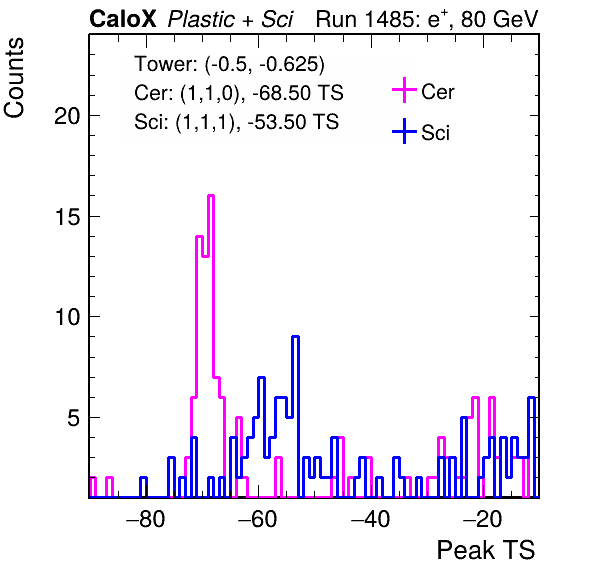 CaloX Plastic + Sci Run 1485: e+, 80 GeV
Counts
Tower: (-0.5, -0.625)
Cer: (1,1,0), -68.50 TS
Sci: (1,1,1), -53.50 TS
Cer
Sci
20
15
10
5
−80 −60 −40 −20
Peak TS